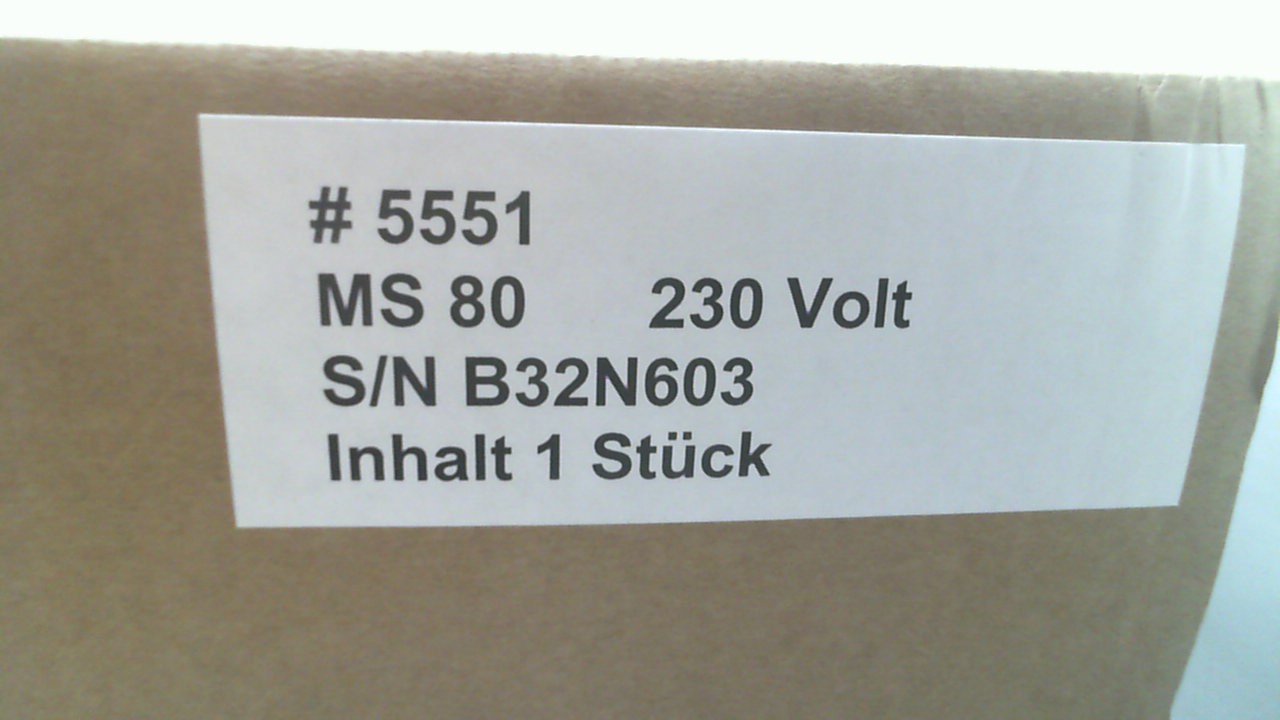 # 5551
MS 80 230 Volt
S/N B32N603
Inhalt 1 Stück